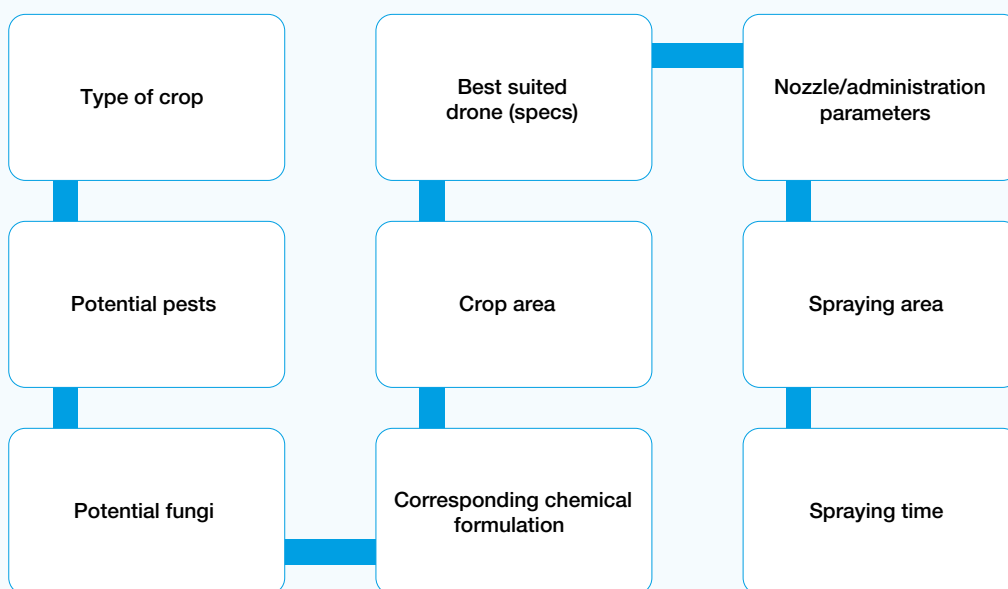 Type of crop
Potential pests
Potential fungi
Corresponding chemical
formulation
Crop area
Best suited
drone (specs)
Nozzle/administration
parameters
Spraying area
Spraying time